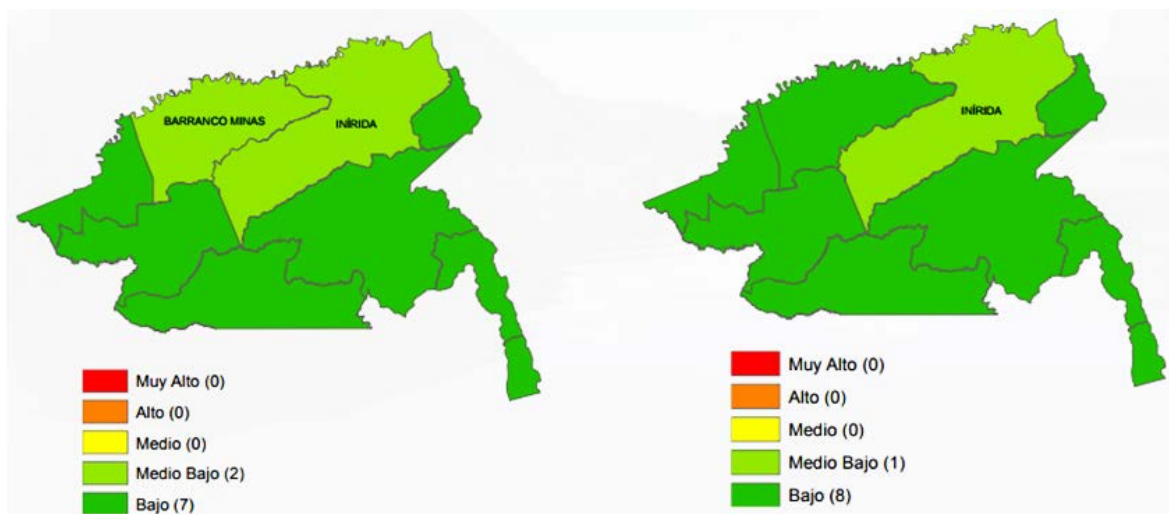 BARRANCO MINAS
INÍRIDA
Muy Alto (0)
Alto (0)
Medio (0)
Medio Bajo (2)
Bajo (7)
INÍRIDA
Muy Alto (0)
Alto (0)
Medio (0)
Medio Bajo (1)
Bajo (8)